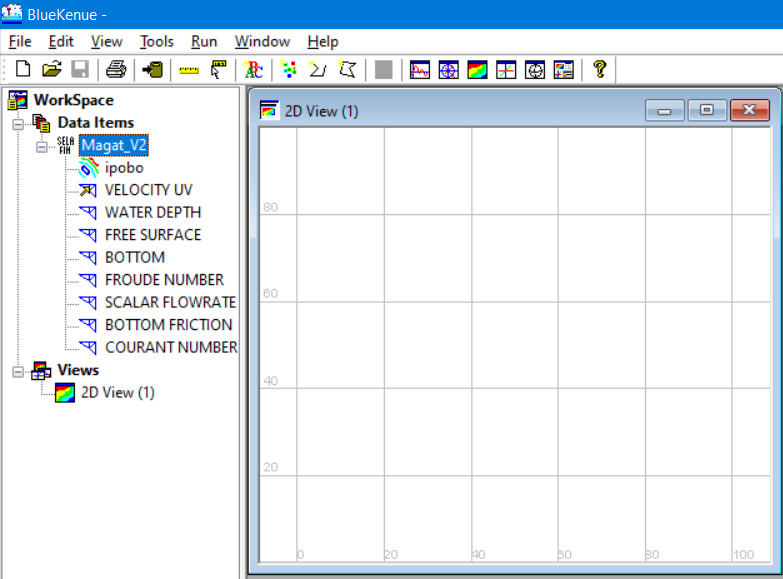 BlueKenue -
File Edit View Tools Run Window Help
ABC
WorkSpace
Data Items
SELA
FIN
Magat_V2
ipobo
VELOCITY UV
WATER DEPTH
FREE SURFACE
BOTTOM
FROUDE NUMBER
SCALAR FLOWRATE
BOTTOM FRICTION
COURANT NUMBER
Views
2D View (1)
2D View (1)
80
60
40
20
0 20 40 60 80 100